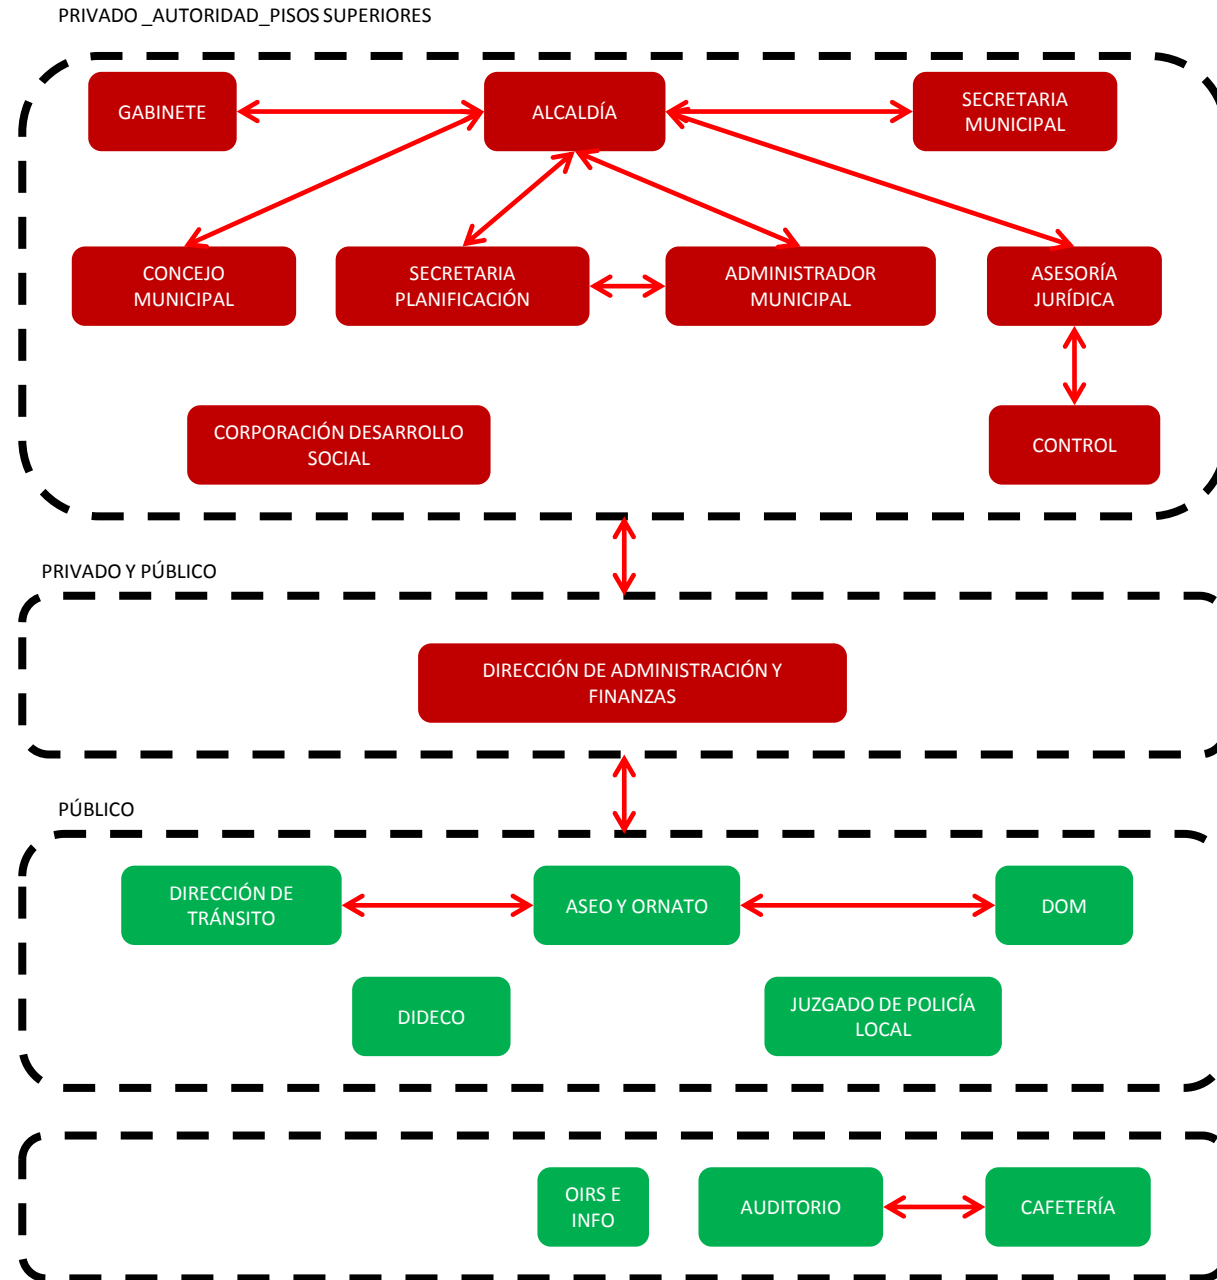 PRIVADO _AUTORIDAD_PISOS SUPERIORES
GABINETE
ALCALDÍA
SECRETARIA
MUNICIPAL
CONCEJO
MUNICIPAL
SECRETARIA
PLANIFICACIÓN
ADMINISTRADOR
MUNICIPAL
ASESORÍA
JURÍDICA
CORPORACIÓN DESARROLLO
SOCIAL
CONTROL
PRIVADO Y PÚBLICO
DIRECCIÓN DE ADMINISTRACIÓN Y
FINANZAS
PÚBLICO
DIRECCIÓN DE
TRÁNSITO
ASEO Y ORNATO
DOM
DIDECO
JUZGADO DE POLICÍA
LOCAL
OIRS E
INFO
AUDITORIO
CAFETERÍA